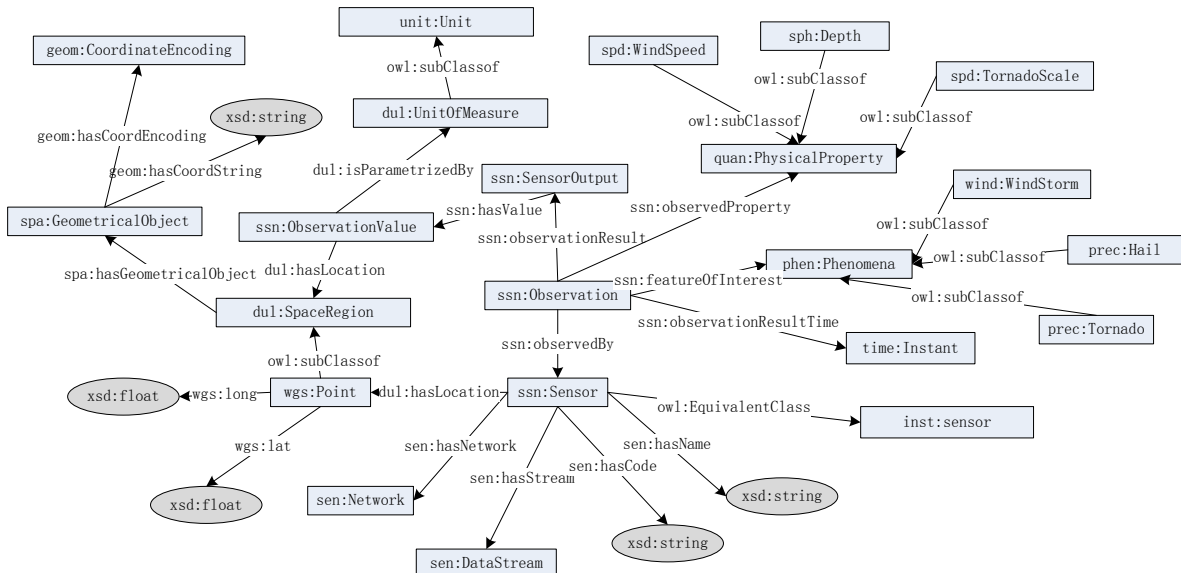 unit:Unit
geom:CoordinateEncoding
spd:WindSpeed
sph:Depth
owl:subClassof
owl:subClassof
spd:TornadoScale
xsd:string
dul:UnitOfMeasure
owl:subClassof
owl:subClassof
geom:hasCoordEncoding
geom:hasCoordString
dul:isParametrizedBy
quan:PhysicalProperty
ssn:SensorOutput
wind:WindStorm
spa:GeometricalObject
ssn:ObservationValue
ssn:hasValue
ssn:observedProperty
owl:subClassof
ssn:observationResult
prec:Hail
owl:subClassof
spa:hasGeometricalObject
dul:hasLocation
phen:Phenomena
ssn:featureOfInterest
ssn:Observation
owl:subClassof
dul:SpaceRegion
ssn:observationResultTime
prec:Tornado
ssn:observedBy
time:Instant
owl:subClassof
xsd:float
wgs:long
wgs:Point
dul:hasLocation
ssn:Sensor
owl:EquivalentClass
inst:sensor
wgs:lat
sen:hasNetwork
sen:hasName
sen:hasCode
sen:hasStream
xsd:float
sen:Network
xsd:string
xsd:string
sen:DataStream